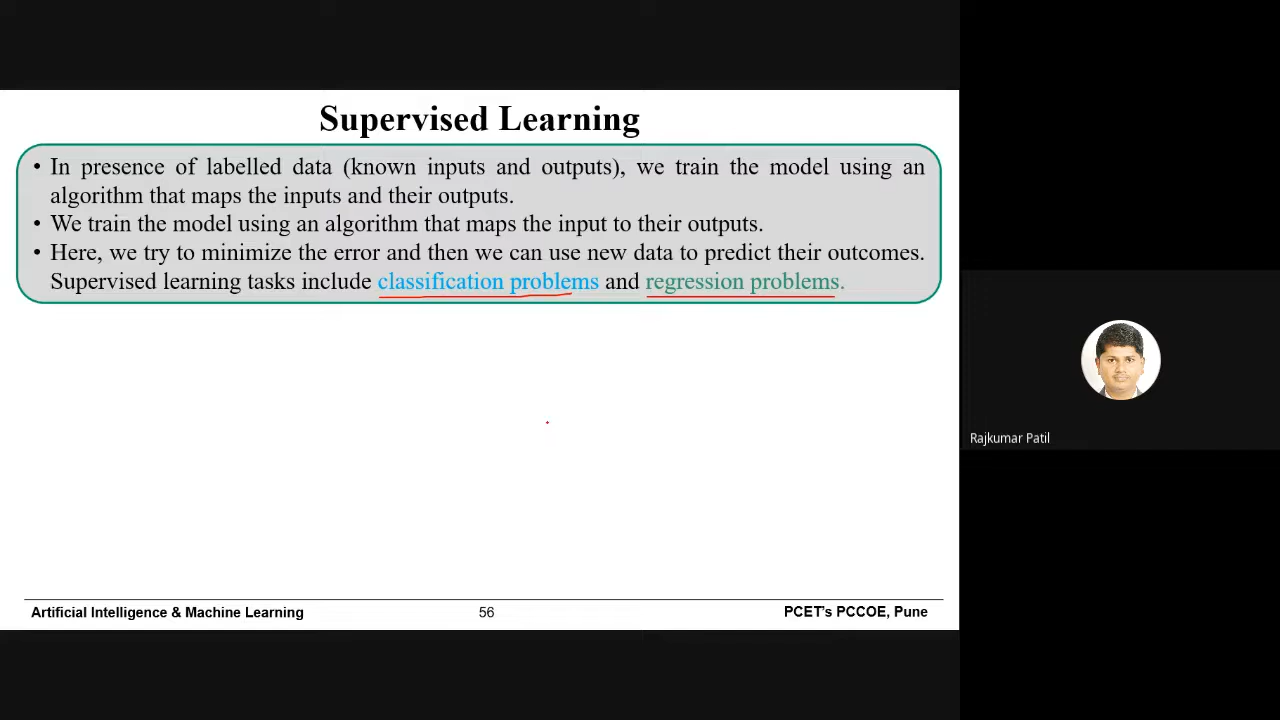 Supervised Learning
• In presence of labelled data (known inputs and outputs), we train the model using an
algorithm that maps the inputs and their outputs.
• We train the model using an algorithm that maps the input to their outputs.
• Here, we try to minimize the error and then we can use new data to predict their outcomes.
Supervised learning tasks include classification problems and regression problems.
Rajkumar Patil
Artificial Intelligence & Machine Learning 56 PCET's PCCOE, Pune